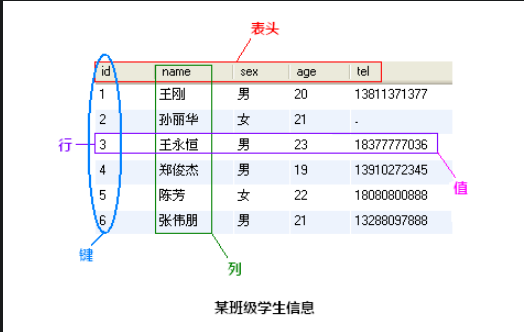 表头
id name sex age tel
1 王刚 男 20 13811371377
2 孙丽华 女 21 -
行 3 王永恒 男 23 18377777036
4 郑俊杰 男 19 13910272345
值
5 陈芳 女 22 18080800888
6 张伟朋 男 21 13288097888
键
列
某班级学生信息